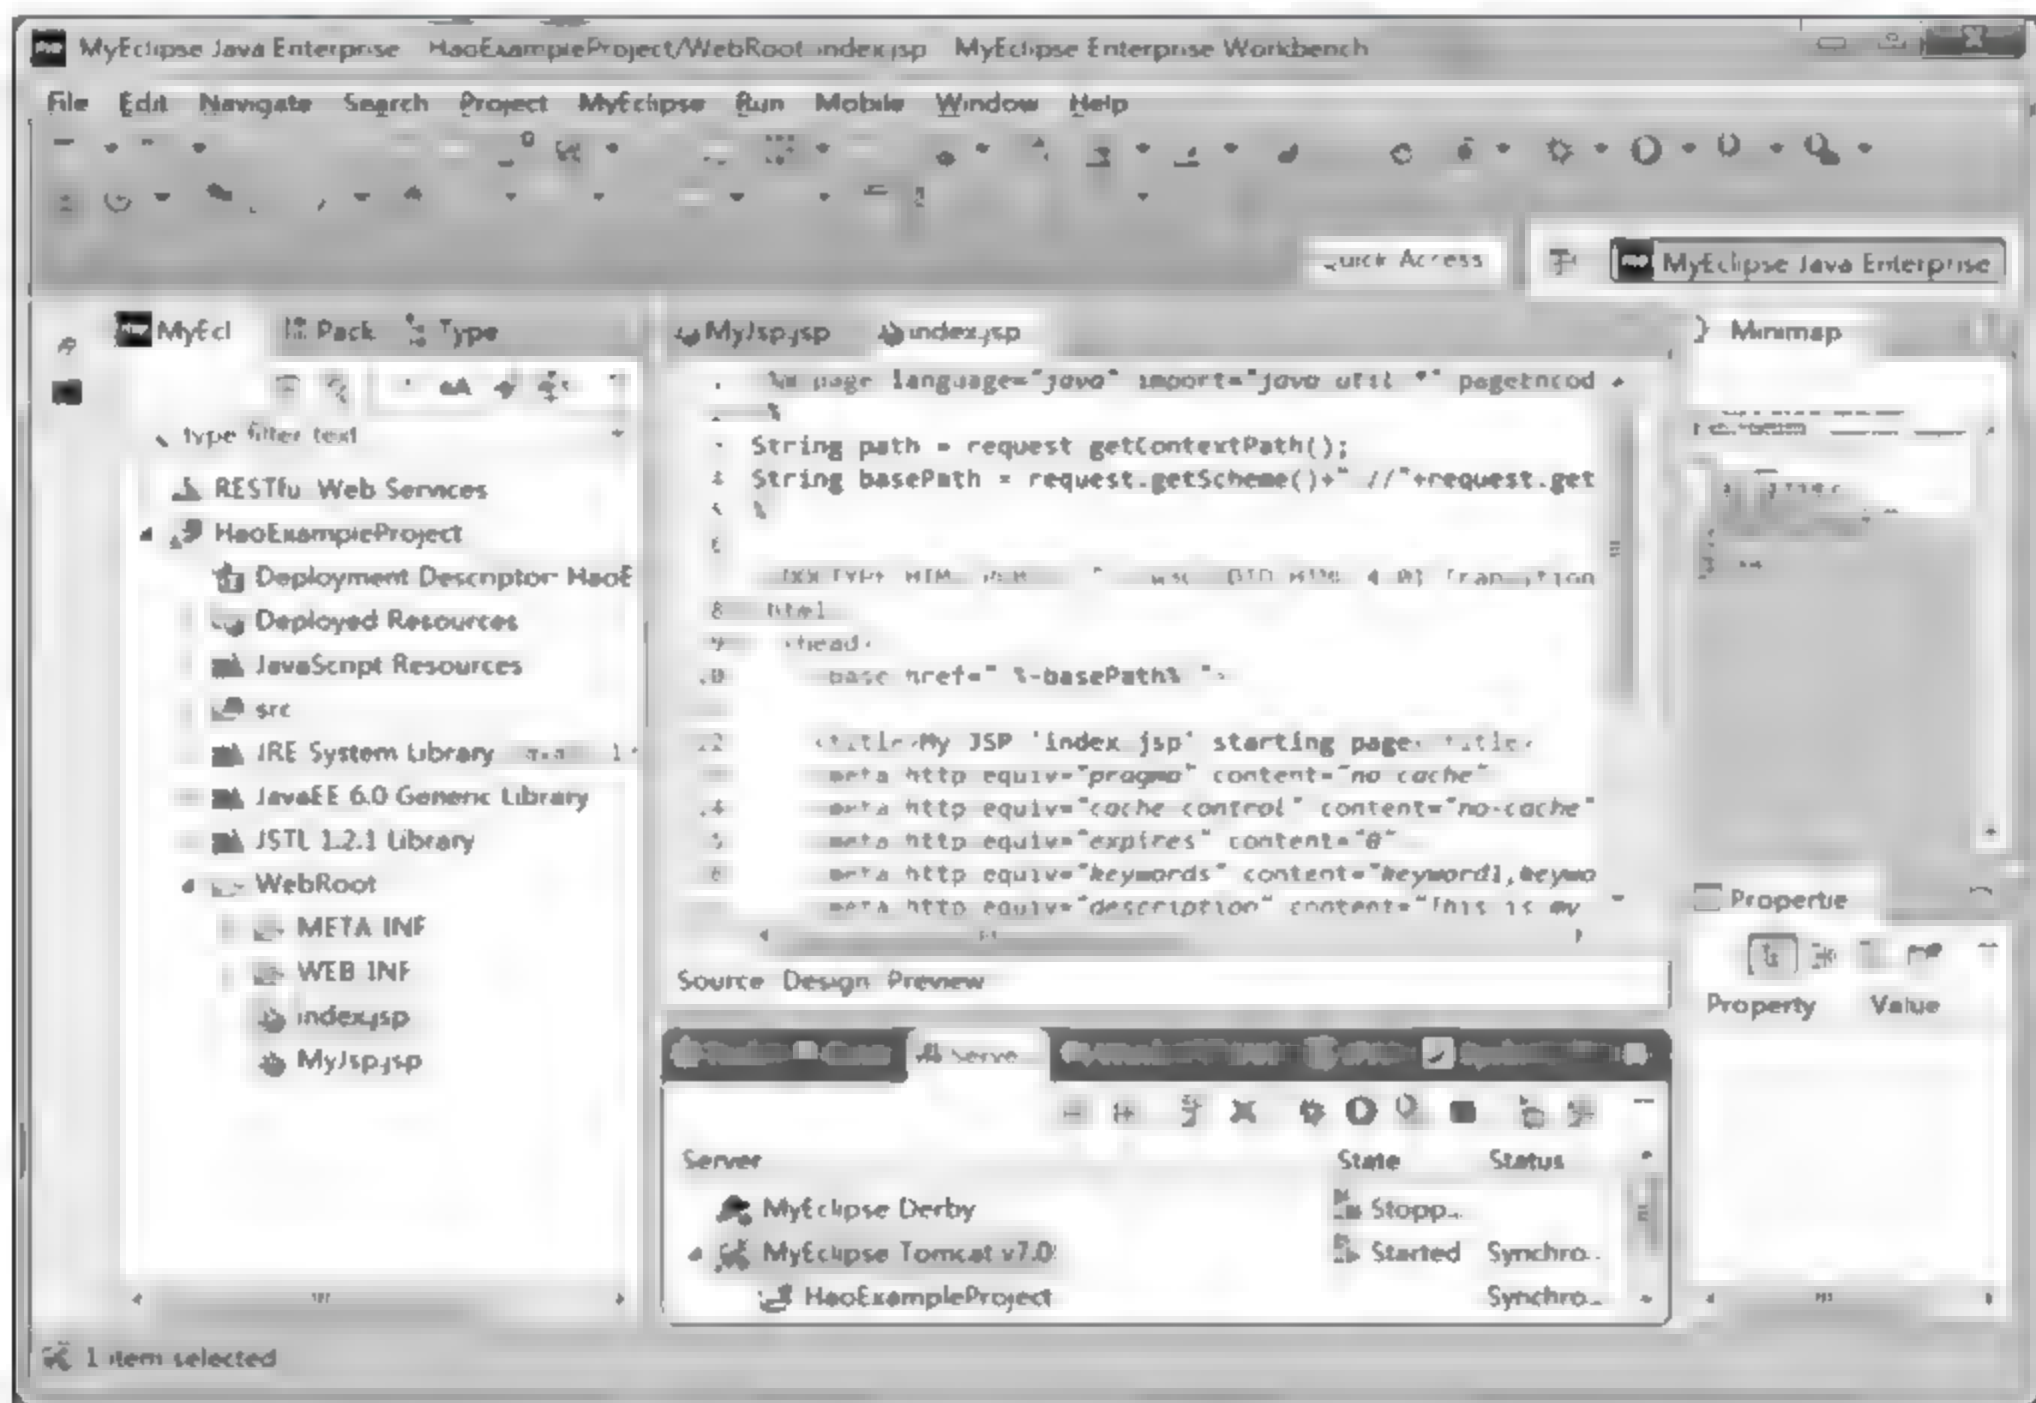 MyEclipse Java Enterprise HaoExampleProject/WebRoot index.jsp MyEclipse Enterprise Workbench
File Edit Navigate Search Project MyEclipse Run Mobile Window Help
Quick Access MyEclipse Java Enterprise
MyEcl Pack Type
type filter text
RESTfu Web Services
HaoExampleProject
Deployment Descriptor HaoE
Deployed Resources
JavaScript Resources
src
JRE System Library
JavaEE 6.0 Generic Library
JSTL 1.2.1 Library
WebRoot
META INF
WEB INF
index.jsp
MyJsp.jsp
MyJsp.jsp index.jsp
page language="java" import="java util *" pageEncod
String path = request getContextPath();
4 String basePath = request.getScheme()+" //"+request.get
5 %
6
8 html
9 head
base href=" %-basePath% ">
12 title My JSP 'index jsp' starting page title
meta http equiv="pragma" content="no cache"
meta http equiv="cache control" content="no-cache"
meta http equiv="expires" content="0"
meta http equiv="keywords" content="keyword1,keywo
meta http equiv="description" content="This is my
Source Design Preview
Serve
Server State Status
MyEclipse Derby Stopp...
MyEclipse Tomcat v7.0 Started Synchro...
HaoExampleProject Synchro...
Minimap
Propertie
Property Value
1 item selected